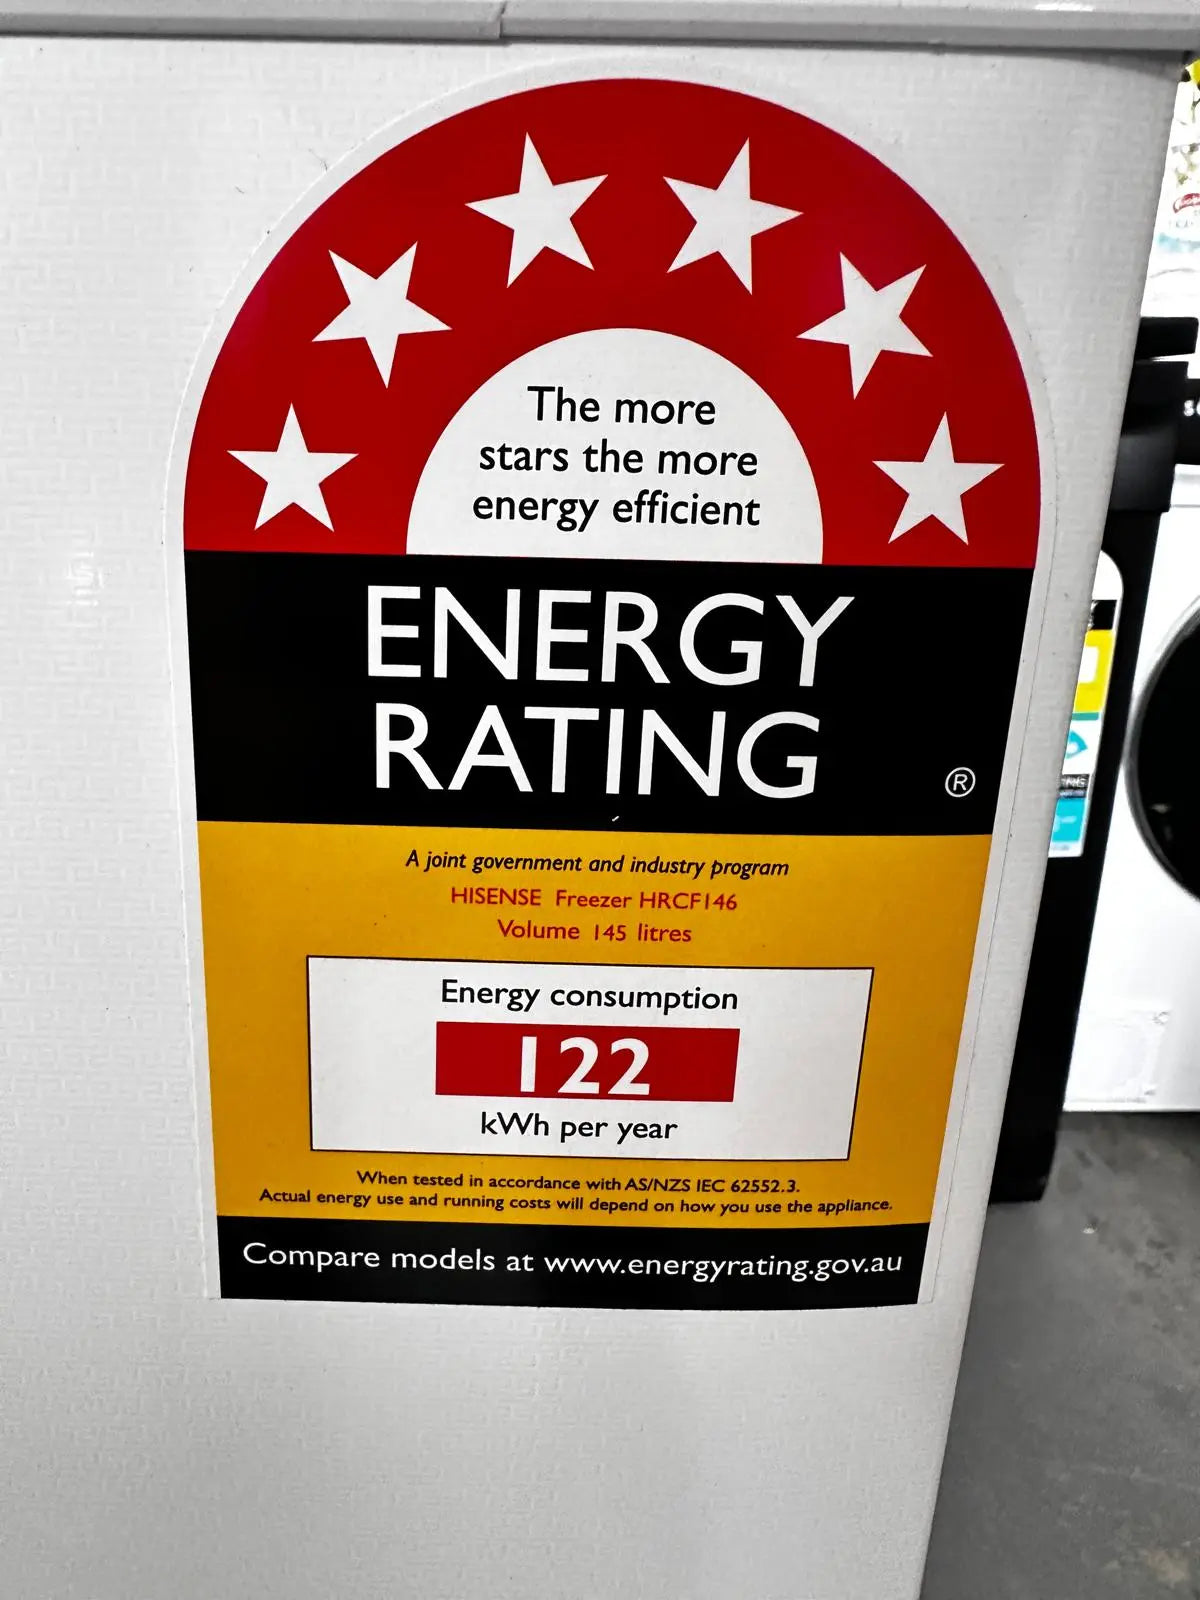 The more
stars the more
energy efficient
ENERGY
RATING
®
A joint government and industry program
HISENSE Freezer HRCF146
Volume 145 litres
Energy consumption
122
kWh per year
When tested in accordance with AS/NZS IEC 62552.3.
Actual energy use and running costs will depend on how you use the appliance.
Compare models at www.energyrating.gov.au